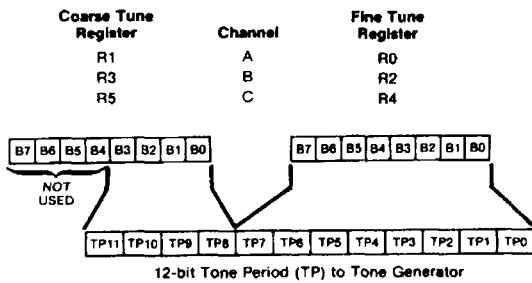 Coarse Tune Register Channel Fine Tune Register
R1 A R0
R3 B R2
R5 C R4
B7 B6 B5 B4 B3 B2 B1 B0 B7 B6 B5 B4 B3 B2 B1 B0
NOT USED
TP11 TP10 TP9 TP8 TP7 TP6 TP5 TP4 TP3 TP2 TP1 TP0
12-bit Tone Period (TP) to Tone Generator